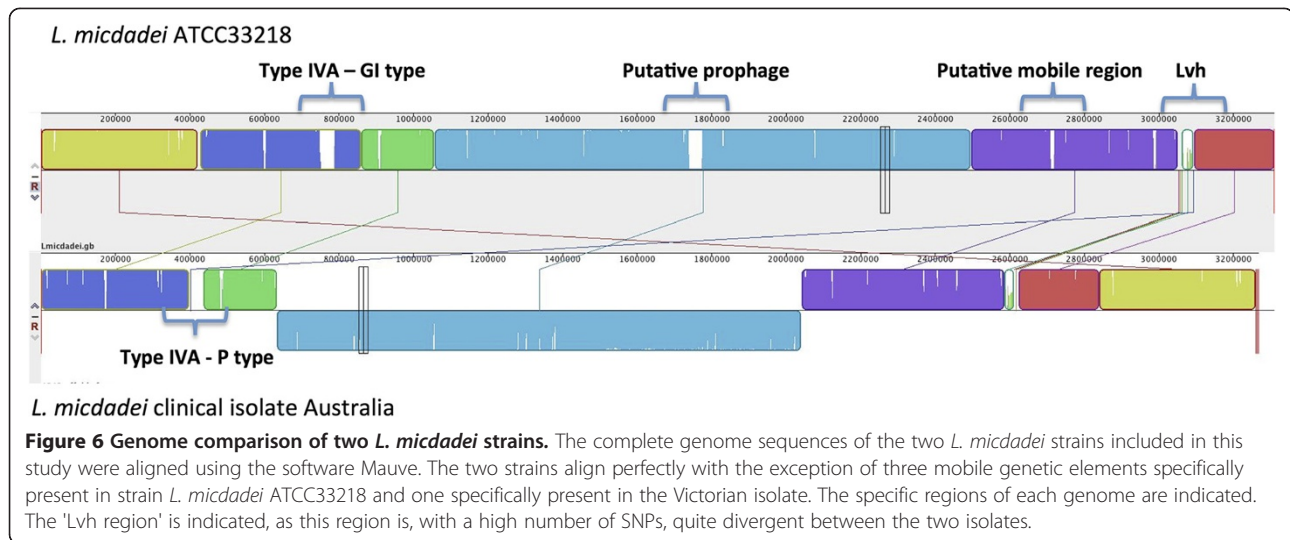 L. micdadei ATCC33218
Type IVA – GI type
Putative prophage
Putative mobile region
Lvh
200000 400000 600000 800000 1000000 1200000 1400000 1600000 1800000 2000000 2200000 2400000 2600000 2800000 3000000 3200000
R
Lmicdadei.gb
200000 400000 600000 800000 1000000 1200000 1400000 1600000 1800000 2000000 2200000 2400000 2600000 2800000 3000000 3200000
R
Type IVA - P type
L. micdadei clinical isolate Australia
Figure 6 Genome comparison of two L. micdadei strains. The complete genome sequences of the two L. micdadei strains included in this
study were aligned using the software Mauve. The two strains align perfectly with the exception of three mobile genetic elements specifically
present in strain L. micdadei ATCC33218 and one specifically present in the Victorian isolate. The specific regions of each genome are indicated.
The 'Lvh region' is indicated, as this region is, with a high number of SNPs, quite divergent between the two isolates.